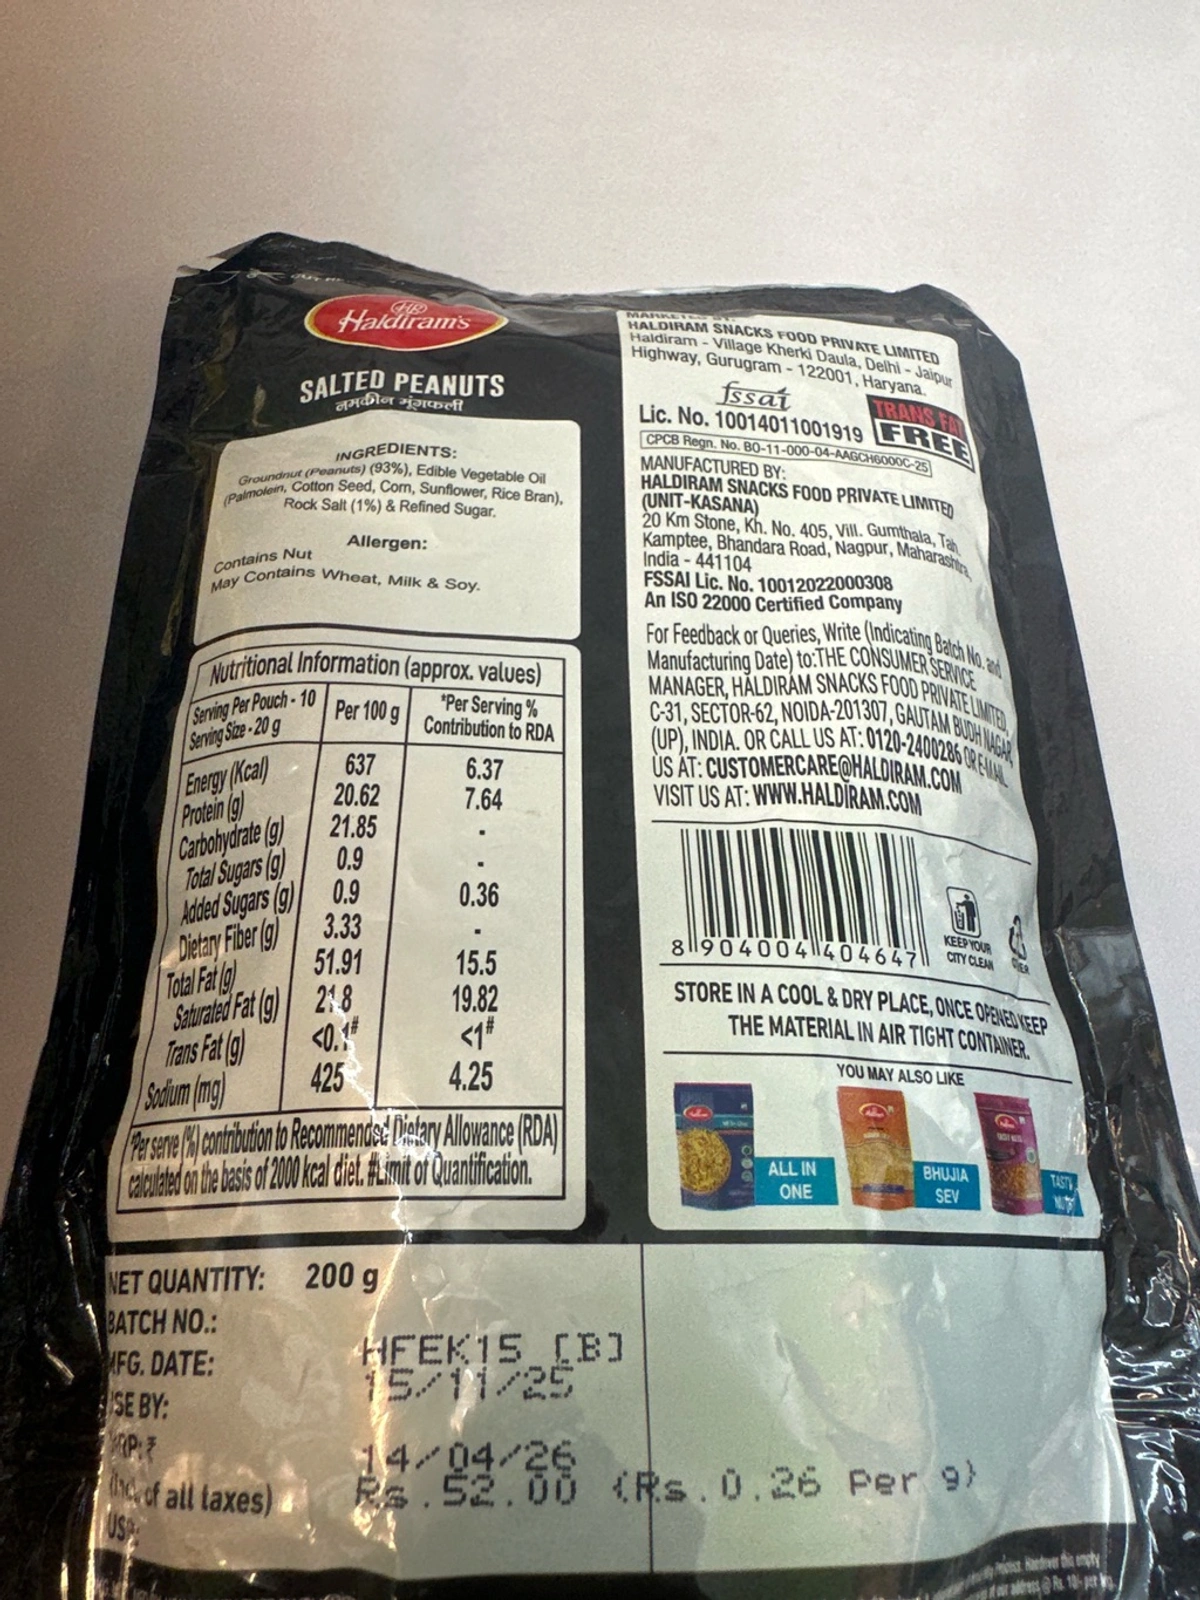 HR
Haldiram's
SALTED PEANUTS
नमकीन मूंगफली
INGREDIENTS:
Groundnut (Peanuts) (93%), Edible Vegetable Oil
(Palmolein, Cotton Seed, Corn, Sunflower, Rice Bran),
Rock Salt (1%) & Refined Sugar.
Allergen:
Contains Nut
May Contains Wheat, Milk & Soy.
Nutritional Information (approx. values)
Serving Per Pouch - 10
Serving Size - 20 g
Per 100 g
*Per Serving %
Contribution to RDA
Energy (Kcal) 637 6.37
Protein (g) 20.62 7.64
Carbohydrate (g) 21.85 -
Total Sugars (g) 0.9 -
Added Sugars (g) 0.9 0.36
Dietary Fiber (g) 3.33 -
Total Fat (g) 51.91 15.5
Saturated Fat (g) 21.8 19.82
Trans Fat (g) <0.1# <1#
Sodium (mg) 425 4.25
*Per serve (%) contribution to Recommended Dietary Allowance (RDA)
calculated on the basis of 2000 kcal diet. #Limit of Quantification.
MARKETED BY:
HALDIRAM SNACKS FOOD PRIVATE LIMITED
Haldiram - Village Kherki Daula, Delhi - Jaipur
Highway, Gurugram - 122001, Haryana.
fssai
Lic. No. 10014011001919
TRANS FAT
FREE
CPCB Regn. No. BO-11-000-04-AAGCH6000C-25
MANUFACTURED BY:
HALDIRAM SNACKS FOOD PRIVATE LIMITED
(UNIT-KASANA)
20 Km Stone, Kh. No. 405, Vill. Gumthala, Tah.
Kamptee, Bhandara Road, Nagpur, Maharashtra,
India - 441104
FSSAI Lic. No. 10012022000308
An ISO 22000 Certified Company
For Feedback or Queries, Write (Indicating Batch No. and
Manufacturing Date) to:THE CONSUMER SERVICE
MANAGER, HALDIRAM SNACKS FOOD PRIVATE LIMITED,
C-31, SECTOR-62, NOIDA-201307, GAUTAM BUDH NAGAR
(UP), INDIA. OR CALL US AT: 0120-2400286 OR E-MAIL
US AT: CUSTOMERCARE@HALDIRAM.COM
VISIT US AT: WWW.HALDIRAM.COM
8 904004 404647
KEEP YOUR
CITY CLEAN
STORE IN A COOL & DRY PLACE, ONCE OPENED KEEP
THE MATERIAL IN AIR TIGHT CONTAINER.
YOU MAY ALSO LIKE
ALL IN
ONE
BHUJIA
SEV
TASTY
NUTS
NET QUANTITY: 200 g
BATCH NO.: HFEK15 [B]
MFG. DATE: 15/11/25
USE BY: 14/04/26
MRP: ₹ Rs.52.00 (Rs.0.26 Per g)
(Incl. of all taxes)
USP: